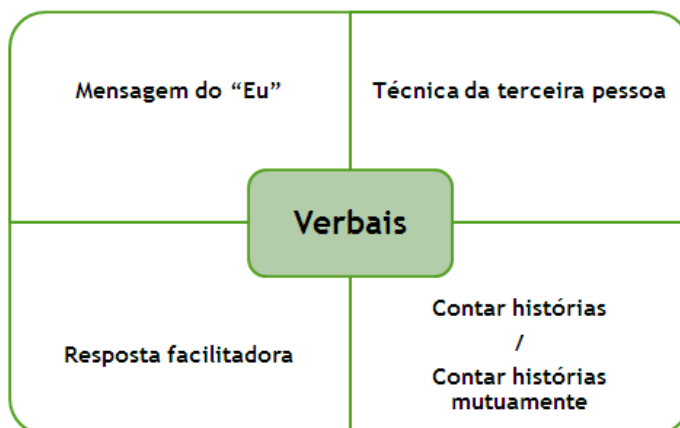 Mensagem do “Eu”
Técnica da terceira pessoa
Verbais
Resposta facilitadora
Contar histórias
/
Contar histórias
mutuamente